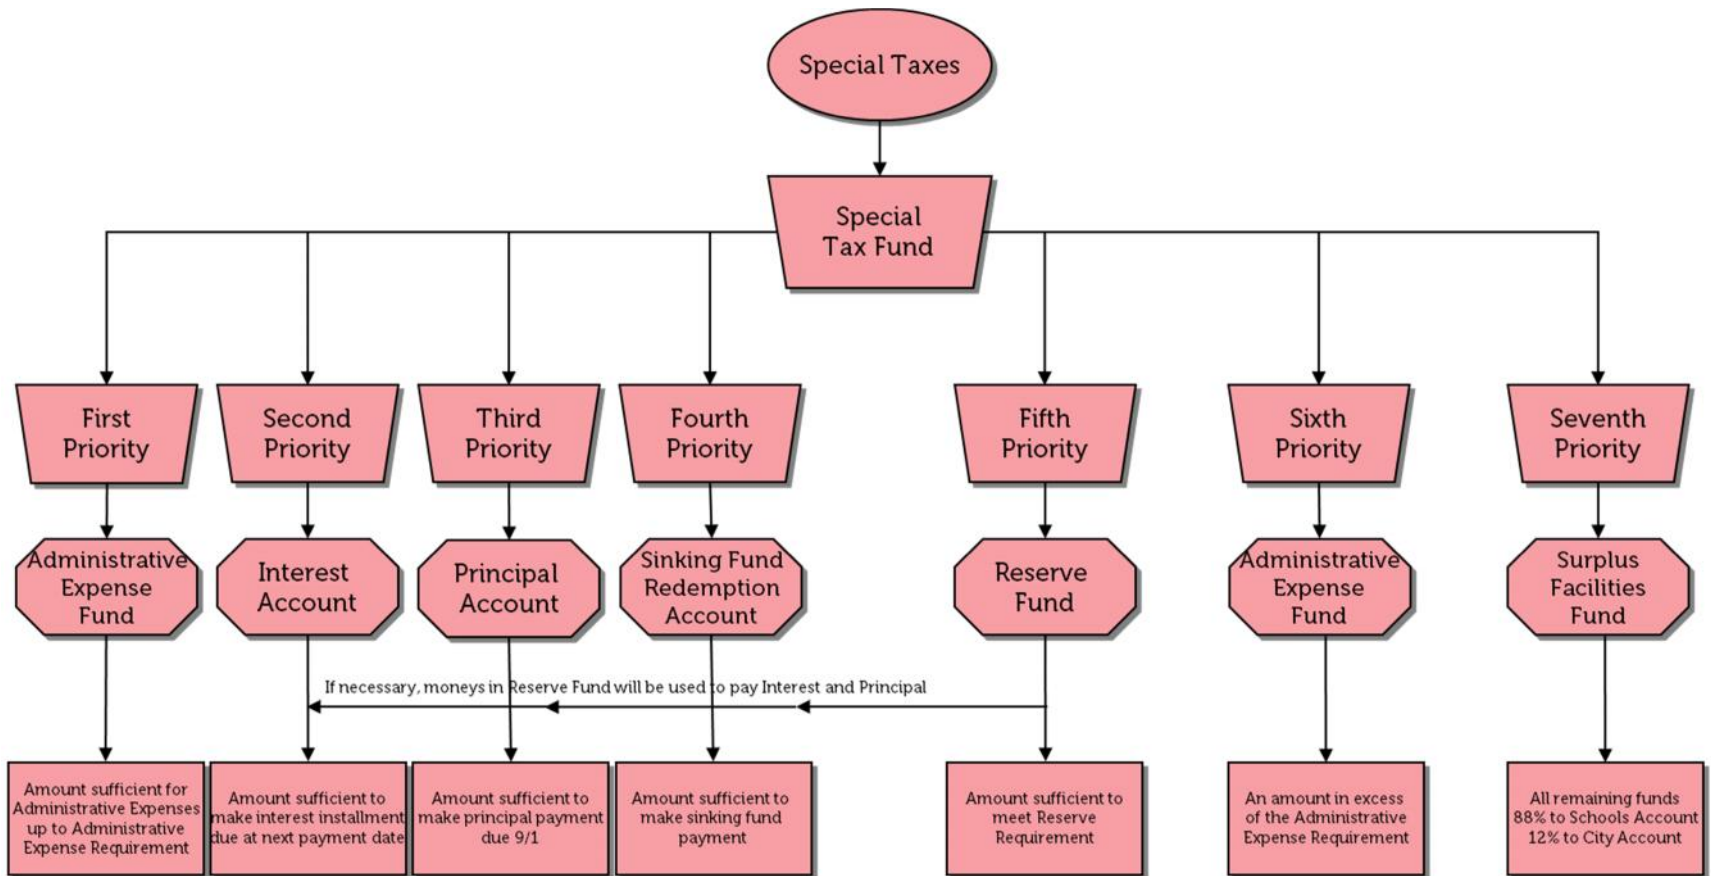 Special Taxes
Special
Tax Fund
First
Priority
Second
Priority
Third
Priority
Fourth
Priority
Fifth
Priority
Sixth
Priority
Seventh
Priority
Administrative
Expense
Fund
Interest
Account
Principal
Account
Sinking Fund
Redemption
Account
Reserve
Fund
Administrative
Expense
Fund
Surplus
Facilities
Fund
If necessary, moneys in Reserve Fund will be used to pay Interest and Principal
Amount sufficient for
Administrative Expenses
up to Administrative
Expense Requirement
Amount sufficient to
make interest installment
due at next payment date
Amount sufficient to
make principal payment
due 9/1
Amount sufficient to
make sinking fund
payment
Amount sufficient to
meet Reserve
Requirement
An amount in excess
of the Administrative
Expense Requirement
All remaining funds
88% to Schools Account
12% to City Account